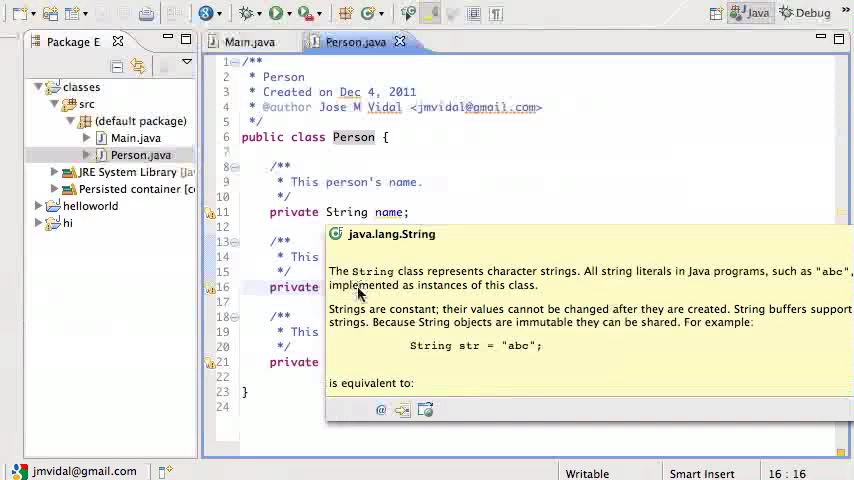 Java
Debug
Package E
Main.java
Person.java
classes
src
(default package)
Main.java
Person.java
JRE System Library [Jav
Persisted container [co
helloworld
hi
1 /**
2 * Person
3 * Created on Dec 4, 2011
4 * @author Jose M Vidal <jmvidal@gmail.com>
5 */
6 public class Person {
7
8 /**
9 * This person's name.
10 */
11 private String name;
12
13 /**
14 * This
15 */
16 private
17
18 /**
19 * This
20 */
21 private
22
23 }
24
java.lang.String
The String class represents character strings. All string literals in Java programs, such as "abc",
implemented as instances of this class.
Strings are constant; their values cannot be changed after they are created. String buffers support
strings. Because String objects are immutable they can be shared. For example:
String str = "abc";
is equivalent to:
jmvidal@gmail.com
Writable
Smart Insert
16 : 16